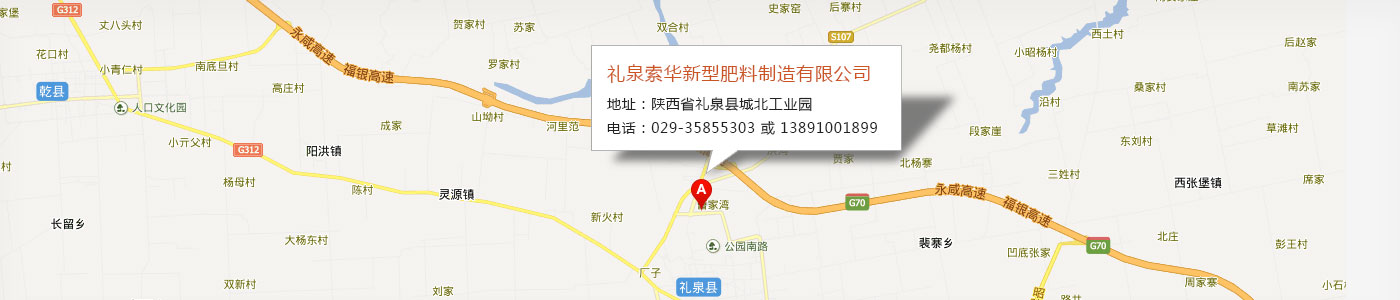 史家窑
后寨村
G312
丈八头村
贺家村
苏家
双合村
S107
西土村
永咸高速
尧都杨村
小昭杨村
后赵家
花口村
小青仁村
南底旦村
罗家村
福银高速
礼泉索华新型肥料制造有限公司
乾县
高庄村
桑家村
南苏家
人口文化园
地址：陕西省礼泉县城北工业园
沿村
山坳村
成家
河里范
电话：029-35855303 或 13891001899
段家崖
草滩村
小亓父村
G312
阳洪镇
东刘村
贾家
北杨寨
三姓村
杨母村
陈村
灵源镇
A
永咸高速
西张堡镇
席家
G70
福银高速
长留乡
新火村
家湾
大杨东村
公园南路
裴寨乡
凹底张家
G70
北庄
彭王村
厂子
双新村
刘家
礼泉县
周家寨村
小石
昭